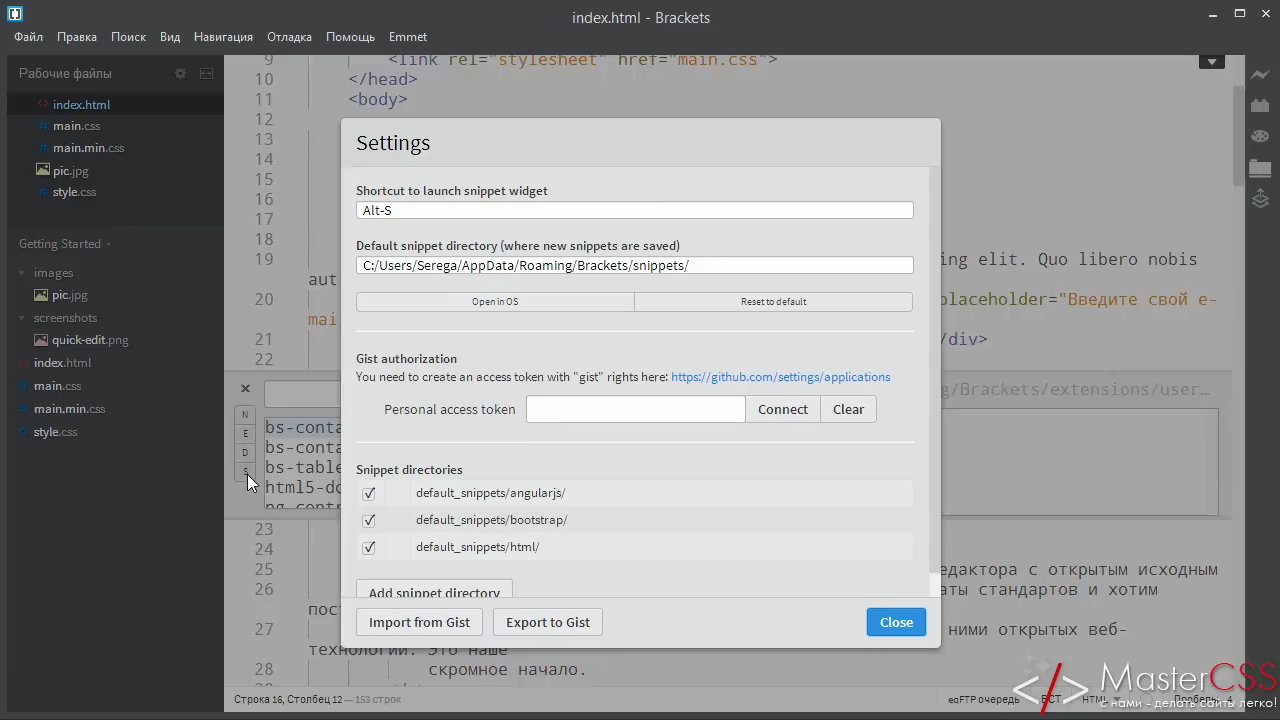 index.html - Brackets
Файл Правка Поиск Вид Навигация Отладка Помощь Emmet
Рабочие файлы
index.html
main.css
main.min.css
pic.jpg
style.css
Getting Started
images
pic.jpg
screenshots
quick-edit.png
index.html
main.css
main.min.css
style.css
9 <link rel="stylesheet" href="main.css">
10 </head>
11 <body>
12
13
14
15
16
17
18
19 ing elit. Quo libero nobis
aut
20 placeholder="Введите свой e-
mai
21 /div>
22
Settings
Shortcut to launch snippet widget
Alt-S
Default snippet directory (where new snippets are saved)
C:/Users/Serega/AppData/Roaming/Brackets/snippets/
Open in OS Reset to default
Gist authorization
You need to create an access token with "gist" rights here: https://github.com/settings/applications
Personal access token Connect Clear
Snippet directories
default_snippets/angularjs/
default_snippets/bootstrap/
default_snippets/html/
Add snippet directory
Import from Gist Export to Gist Close
g/Brackets/extensions/user...
N
E
D
S
bs-conta
bs-conta
bs-table
html5-do
23
24
25 едактора с открытым исходным
26 аты стандартов и хотим
пост
27 ними открытых веб-
технологий. Это наше
28 скромное начало.
Строка 16, Столбец 12 — 153 строк
eqFTP очередь ВСТ HTML Пробелы: 4
</> MasterCSS
с нами - делать сайты легко!